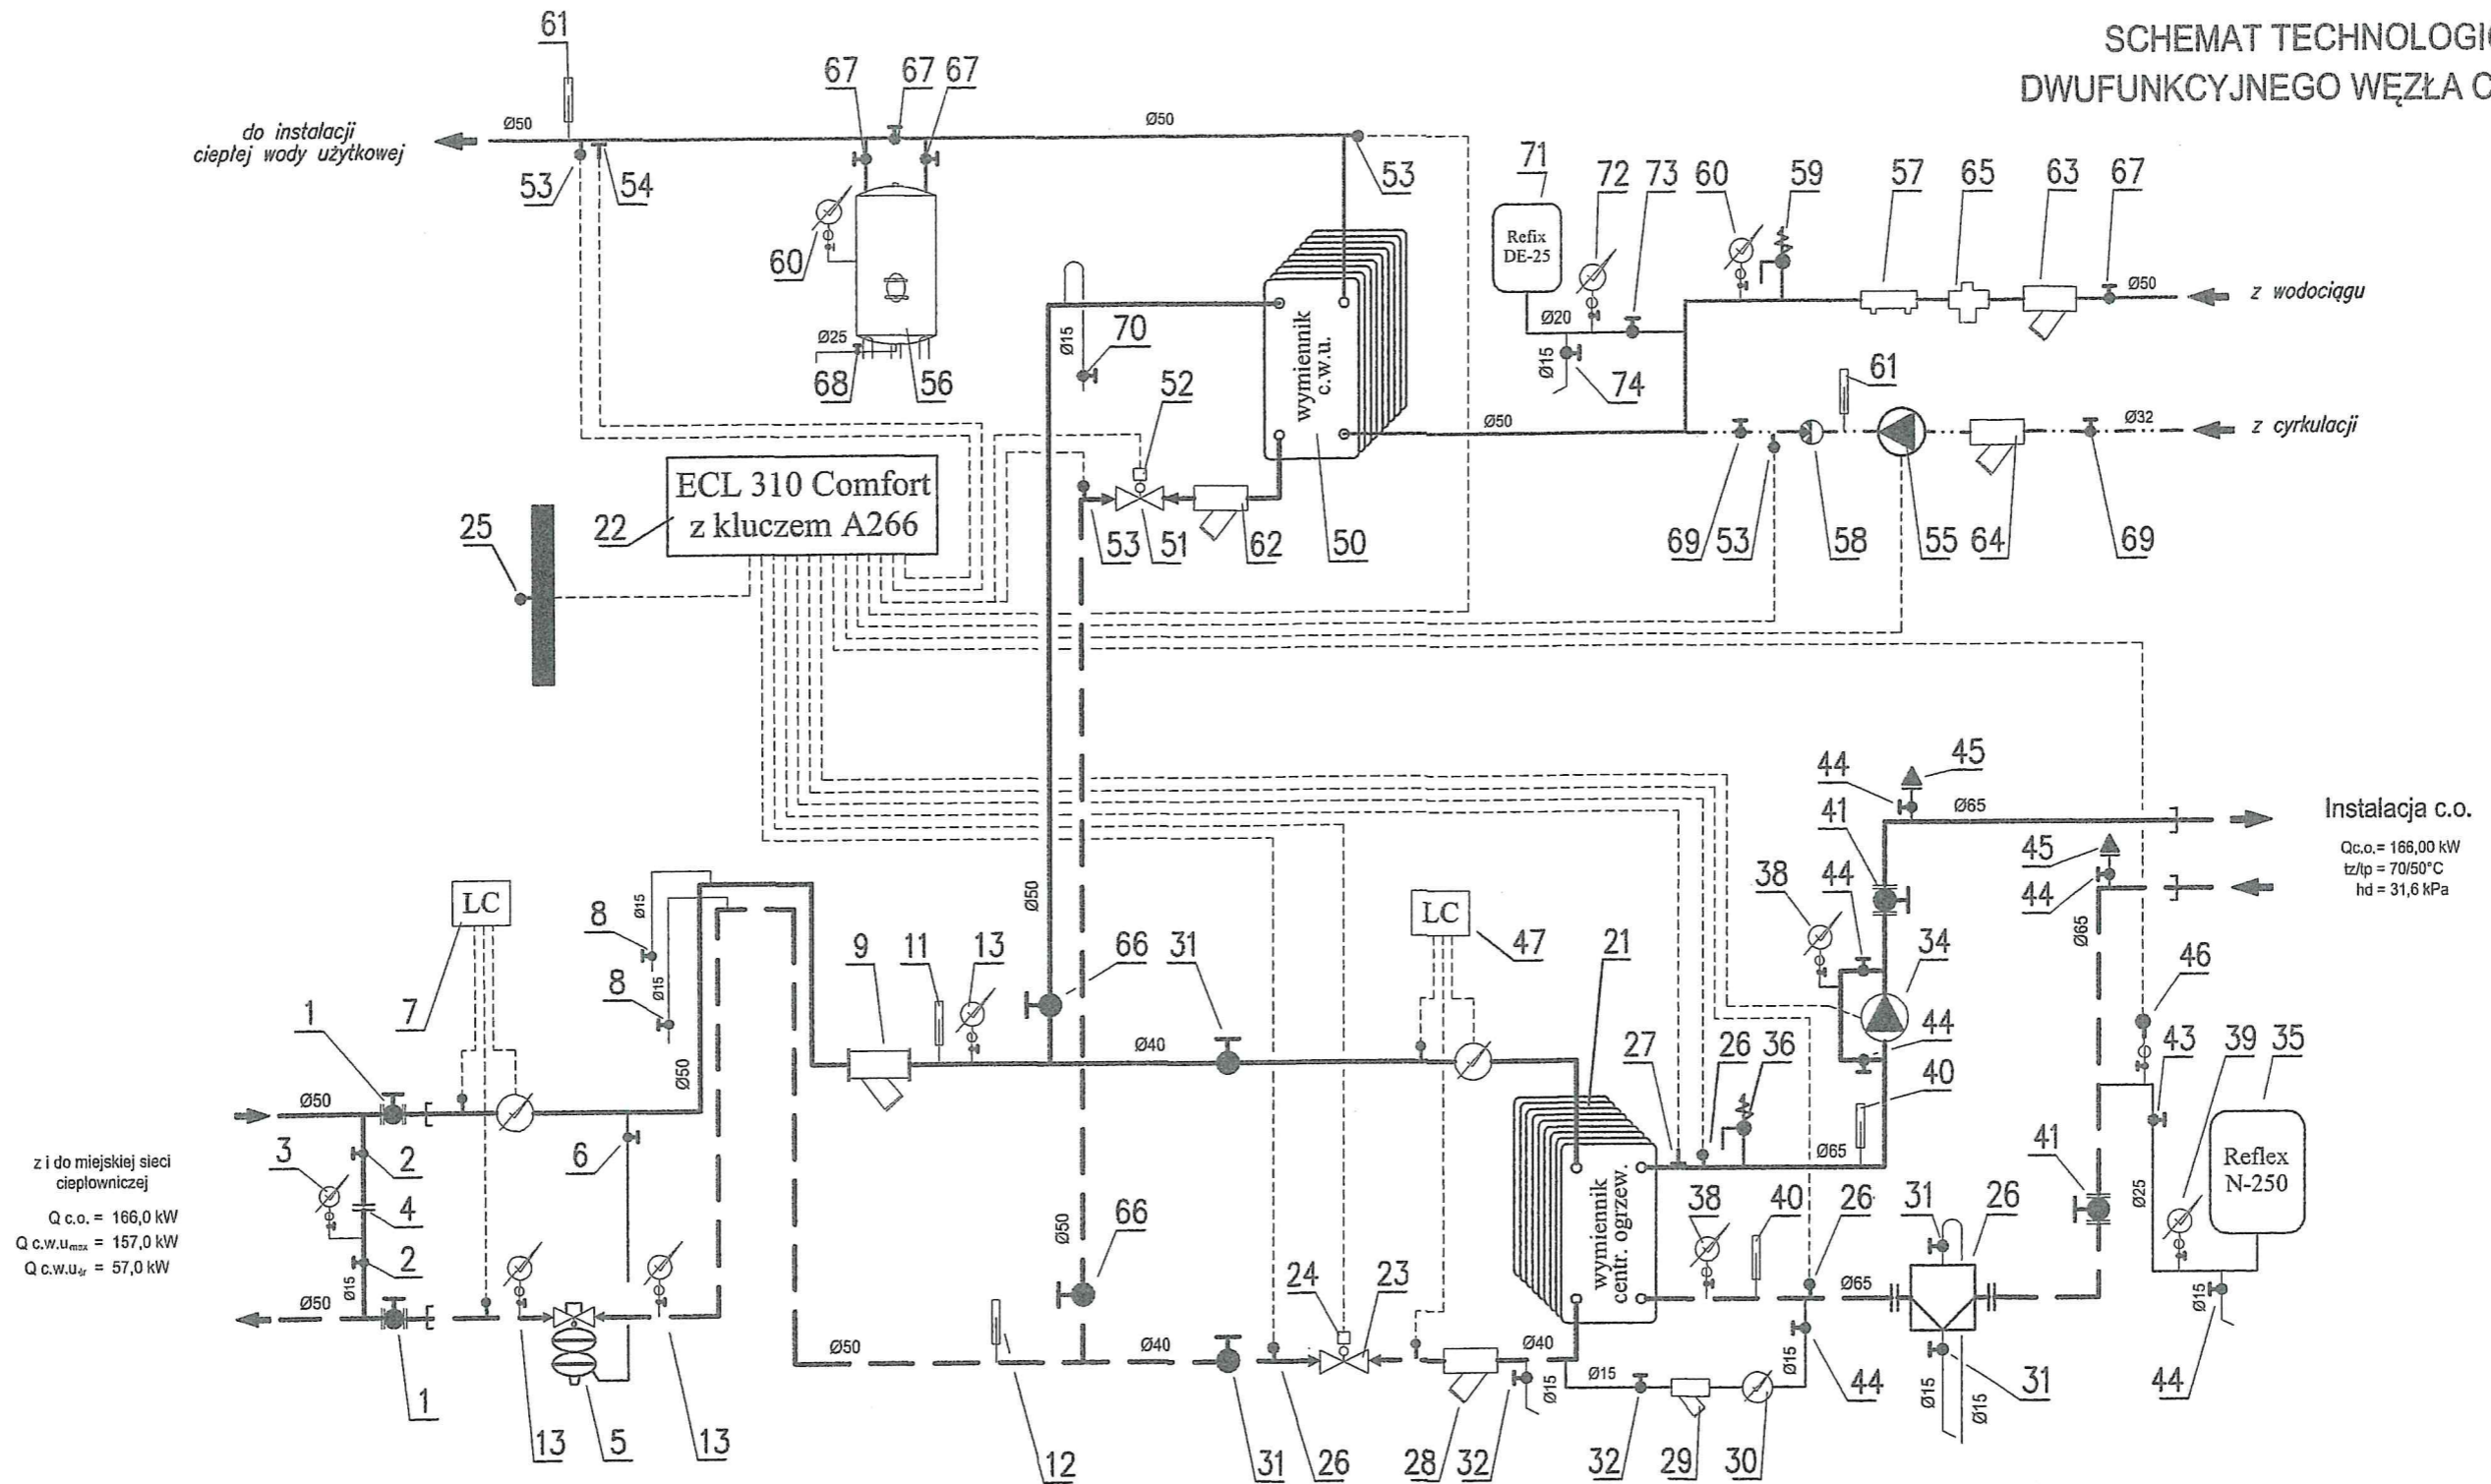 SCHEMAT TECHNOLOGI
DWUFUNKCYJNEGO WĘZŁA
61
67 67 67
do instalacji
ciepłej wody użytkowej
Ø50
Ø50
53
54
53
60
Ø25
68
56
71
Refix
DE-25
72
73
60
59
57
65
63
67
Ø50
z wodociągu
Ø20
Ø15
74
61
Ø15
70
52
wymiennik
c.w.u.
Ø50
Ø32
z cyrkulacji
ECL 310 Comfort
z kluczem A266
25
22
53
51
62
50
69
53
58
55
64
69
45
44
41
Ø65
Instalacja c.o.
Qc.o.= 166,00 kW
tz/tp = 70/50°C
hd = 31,6 kPa
45
44
Ø65
LC
7
8
8
Ø15
Ø15
Ø50
9
11
13
Ø50
66
31
LC
47
21
38
44
34
44
46
43
39
35
1
Ø50
Ø40
27
26
36
40
Ø65
41
Ø25
Reflex
N-250
z i do miejskiej sieci
ciepłowniczej
Q c.o. = 166,0 kW
Q c.w.umax = 157,0 kW
Q c.w.uśr = 57,0 kW
3
2
4
2
Ø15
Ø50
6
1
13
5
13
Ø50
66
Ø50
12
Ø40
31
26
24
23
wymiennik
centr. ogrzew.
38
40
26
Ø65
31
26
Ø40
28
32
Ø15
Ø15
32
29
30
Ø15
44
31
Ø15
Ø15
Ø15
44